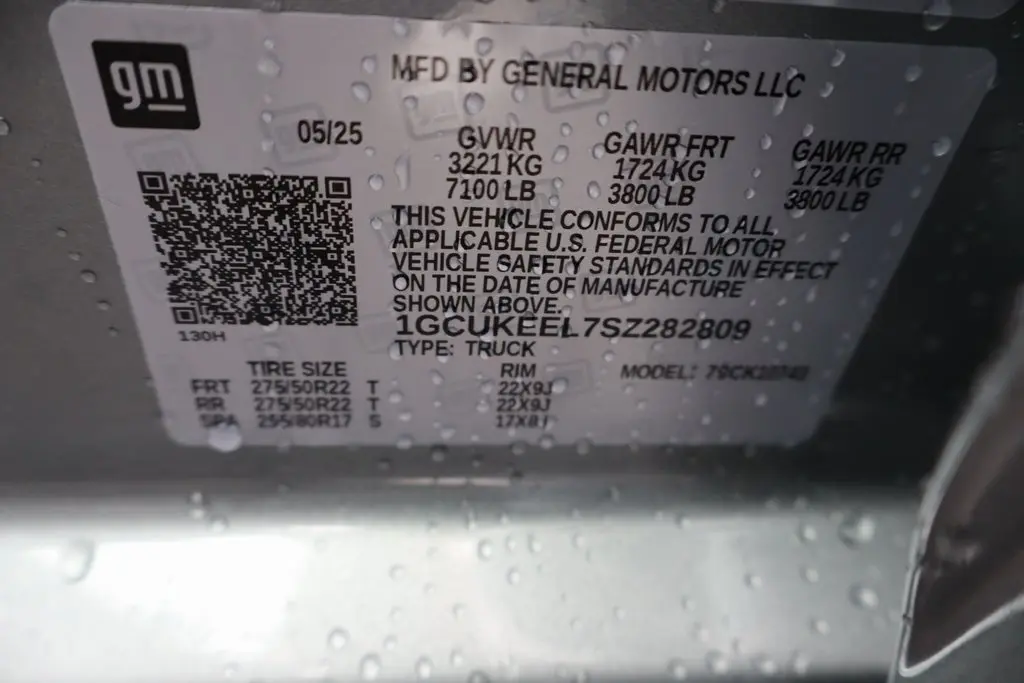 gm
MFD BY GENERAL MOTORS LLC
05/25 GVWR GAWR FRT GAWR RR
3221 KG 1724 KG 1724 KG
7100 LB 3800 LB 3800 LB
THIS VEHICLE CONFORMS TO ALL
APPLICABLE U.S. FEDERAL MOTOR
VEHICLE SAFETY STANDARDS IN EFFECT
ON THE DATE OF MANUFACTURE
SHOWN ABOVE.
1GCUKEEL7SZ282809
130H
TYPE: TRUCK
TIRE SIZE RIM MODEL:
FRT 275/50R22 T 22X9J
RR 275/50R22 T 22X9J
SPA 255/80R17 S 17X8J